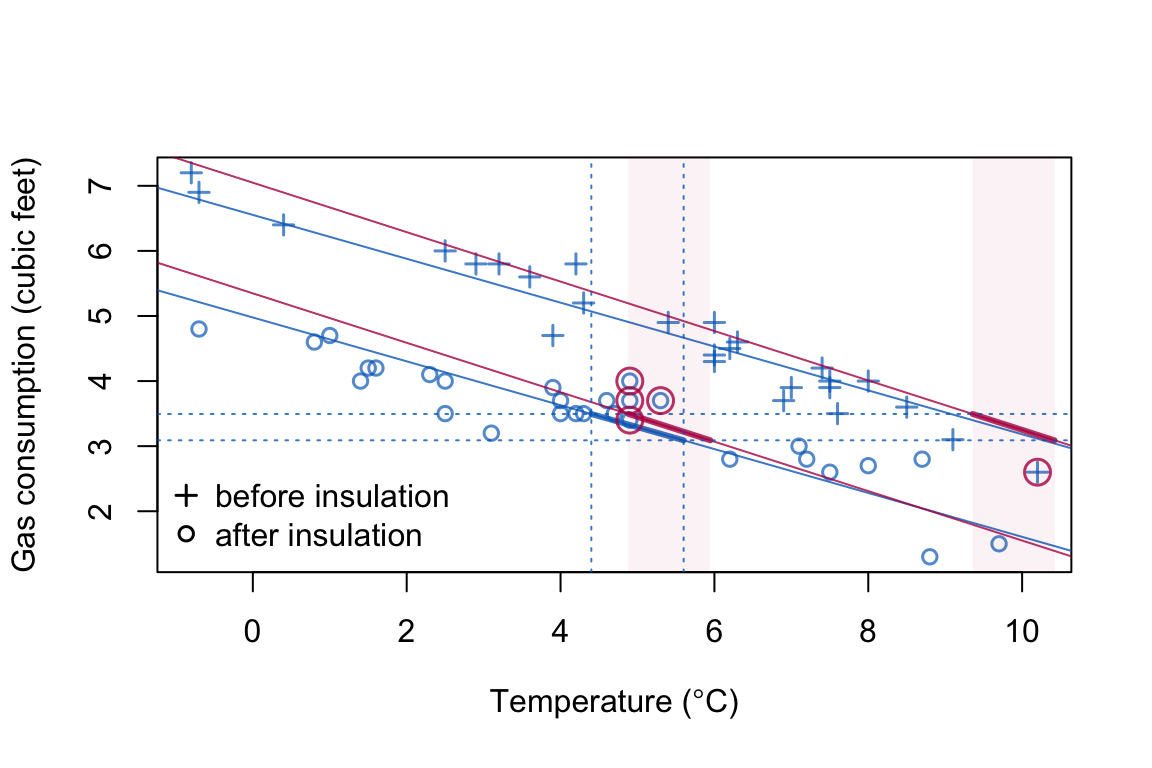 Gas consumption (cubic feet)
7
6
5
4
3
2
before insulation
after insulation
0 2 4 6 8 10
Temperature (°C)